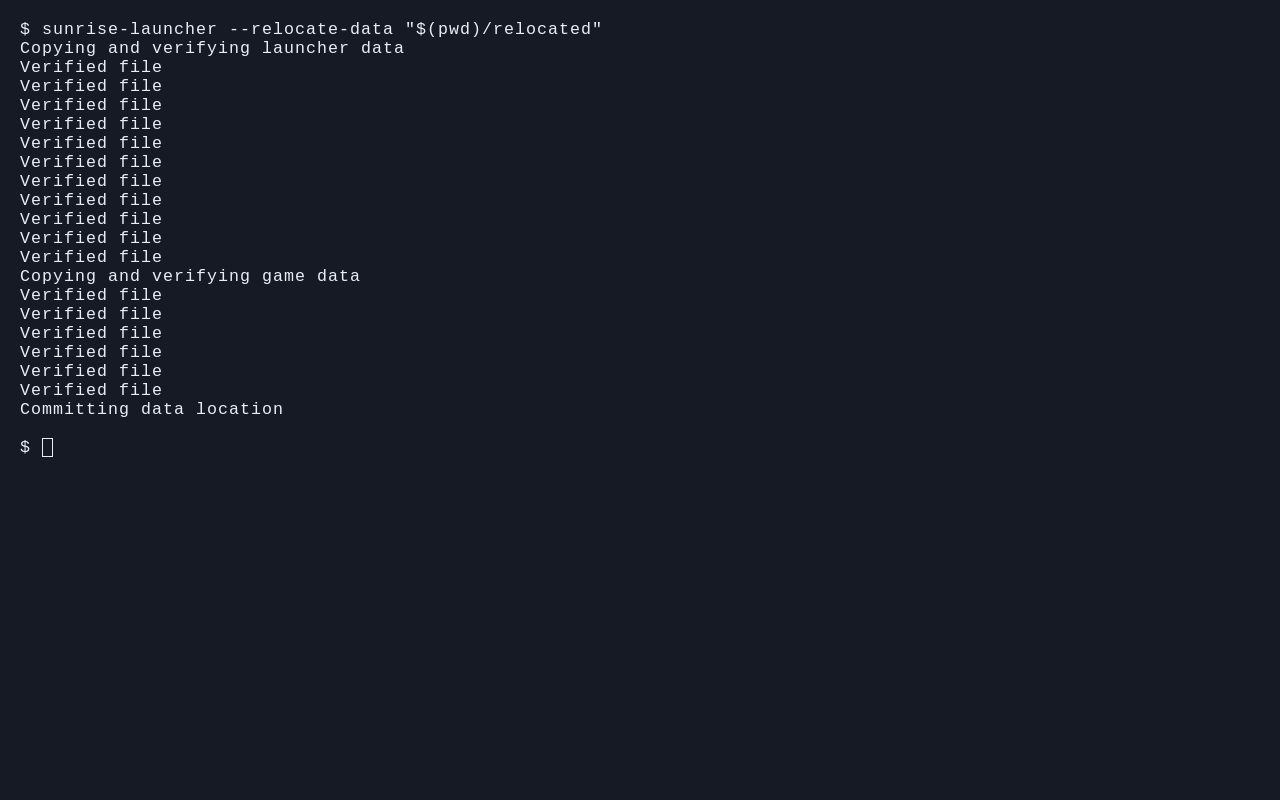 $ sunrise-launcher --relocate-data "$(pwd)/relocated"
Copying and verifying launcher data
Verified file
Verified file
Verified file
Verified file
Verified file
Verified file
Verified file
Verified file
Verified file
Verified file
Verified file
Copying and verifying game data
Verified file
Verified file
Verified file
Verified file
Verified file
Verified file
Committing data location
$